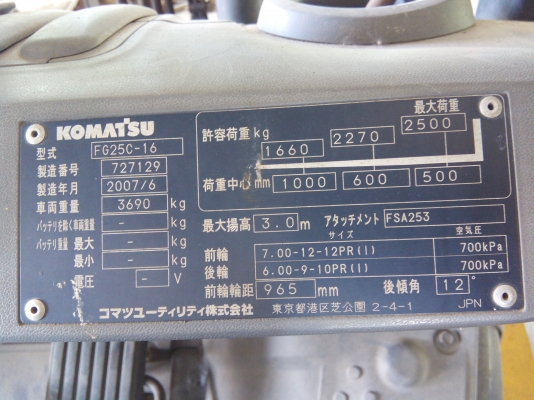 KOMATSU
型式 FG25C-16
製造番号 727129
製造年月 2007/6
車両重量 3690 kg
バッテリを除く車両重量 - kg
バッテリ重量 最大 - kg
最小 - kg
電圧 - V
最大荷重
許容荷重 kg 1660 2270 2500
荷重中心 mm 1000 600 500
最大揚高 3.0 m アタッチメント FSA253
サイズ 空気圧
前輪 7.00-12-12PR(I) 700kPa
後輪 6.00-9-10PR(I) 700kPa
前輪輪距 965 mm 後傾角 12°
コマツユーティリティ株式会社 東京都港区芝公園 2-4-1 JPN